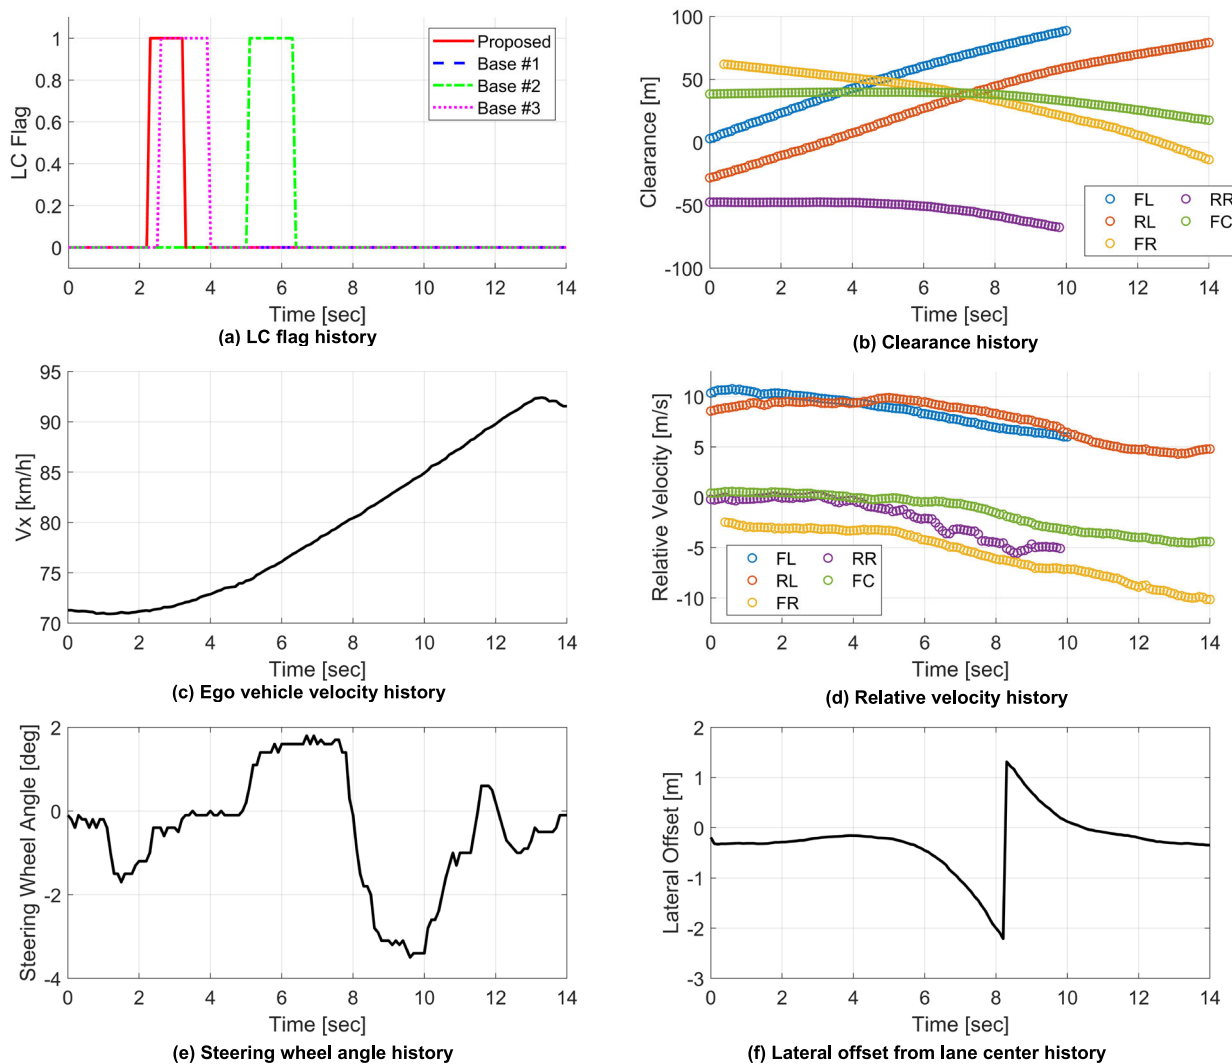 LC Flag
1
0.8
0.6
0.4
0.2
0
Proposed
Base #1
Base #2
Base #3
0 2 4 6 8 10 12 14
Time [sec]
(a) LC flag history
Clearance [m]
100
50
0
-50
-100
FL RR
RL FC
FR
0 2 4 6 8 10 12 14
Time [sec]
(b) Clearance history
Vx [km/h]
95
90
85
80
75
70
0 2 4 6 8 10 12 14
Time [sec]
(c) Ego vehicle velocity history
Relative Velocity [m/s]
10
5
0
-5
-10
FL RR
RL FC
FR
0 2 4 6 8 10 12 14
Time [sec]
(d) Relative velocity history
Steering Wheel Angle [deg]
2
0
-2
-4
0 2 4 6 8 10 12 14
Time [sec]
(e) Steering wheel angle history
Lateral Offset [m]
2
1
0
-1
-2
-3
0 2 4 6 8 10 12 14
Time [sec]
(f) Lateral offset from lane center history